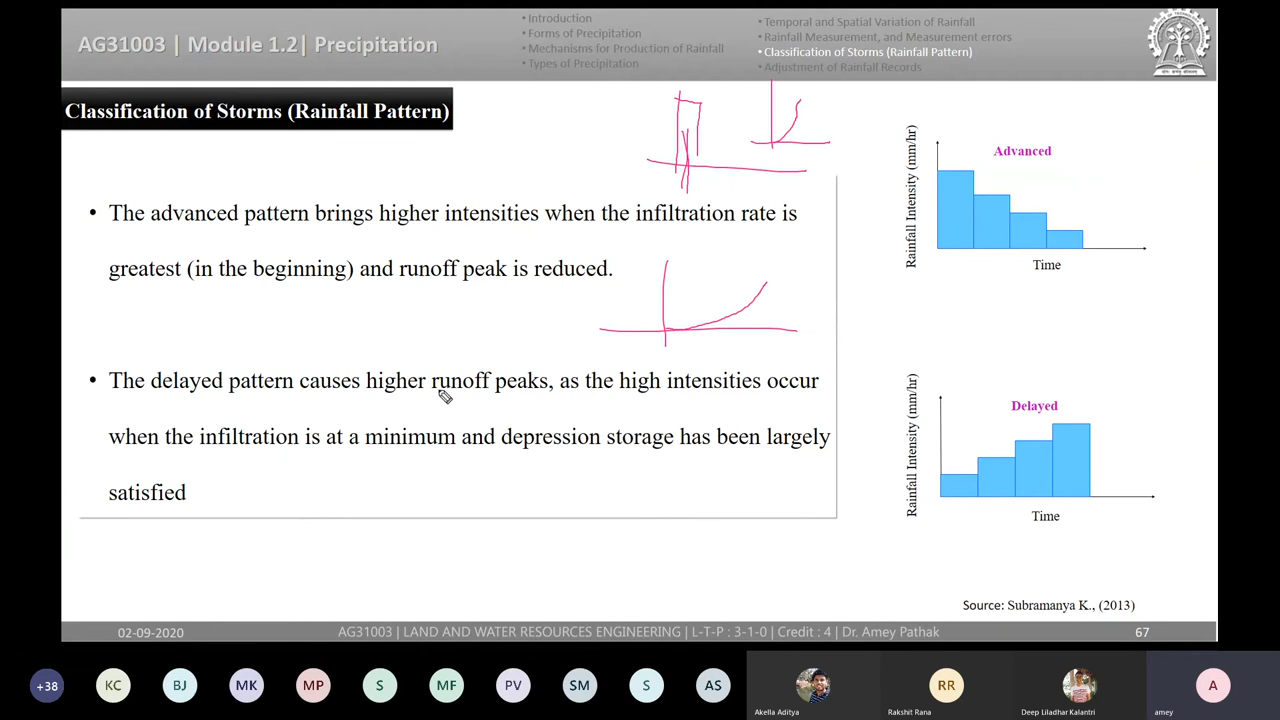 AG31003 | Module 1.2| Precipitation
• Introduction
• Forms of Precipitation
• Mechanisms for Production of Rainfall
• Types of Precipitation
• Temporal and Spatial Variation of Rainfall
• Rainfall Measurement, and Measurement errors
• Classification of Storms (Rainfall Pattern)
• Adjustment of Rainfall Records
Classification of Storms (Rainfall Pattern)
• The advanced pattern brings higher intensities when the infiltration rate is
greatest (in the beginning) and runoff peak is reduced.
• The delayed pattern causes higher runoff peaks, as the high intensities occur
when the infiltration is at a minimum and depression storage has been largely
satisfied
Advanced
Rainfall Intensity (mm/hr)
Time
Delayed
Rainfall Intensity (mm/hr)
Time
Source: Subramanya K., (2013)
02-09-2020
AG31003 | LAND AND WATER RESOURCES ENGINEERING | L-T-P : 3-1-0 | Credit : 4 | Dr. Amey Pathak
67
+38
KC
BJ
MK
MP
S
MF
PV
SM
S
AS
Akella Aditya
RR
Rakshit Rana
Deep Liladhar Kalantri
A
amey